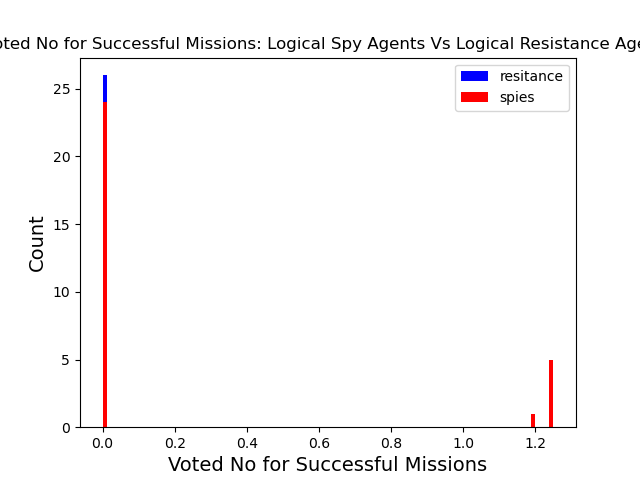 oted No for Successful Missions: Logical Spy Agents Vs Logical Resistance Age
resitance
spies
25
20
15
10
5
0
Count
0.0 0.2 0.4 0.6 0.8 1.0 1.2
Voted No for Successful Missions